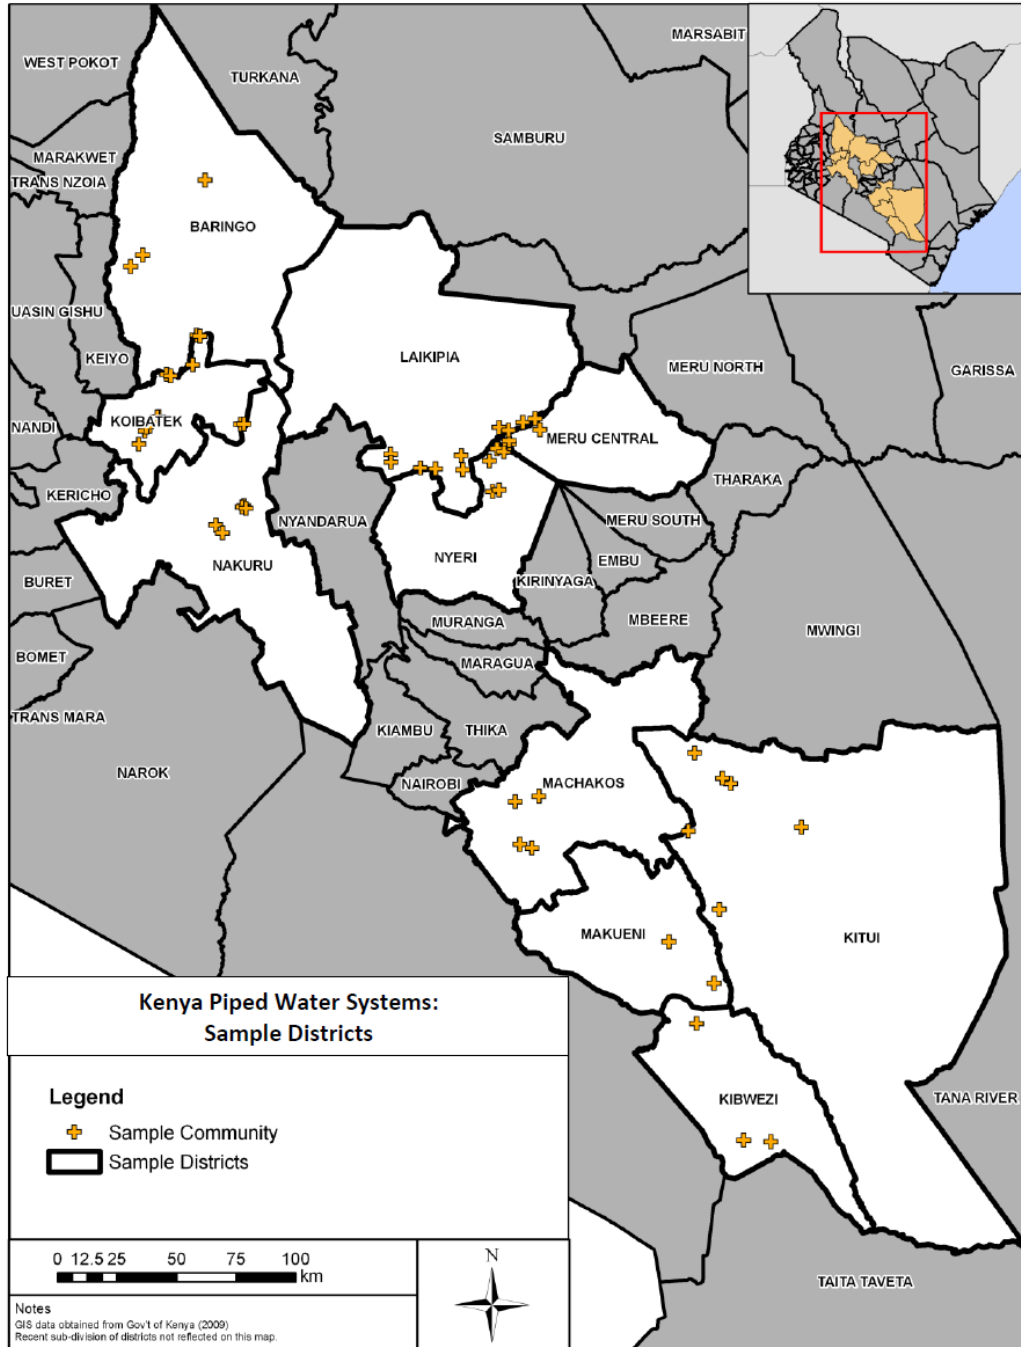 MARSABIT
WEST POKOT
TURKANA
SAMBURU
MARAKWET
TRANS NZOIA
BARINGO
UASIN GISHU
KEIYO
LAIKIPIA
MERU NORTH
GARISSA
NANDI
KOIBATEK
MERU CENTRAL
KERICHO
THARAKA
NYANDARUA
MERU SOUTH
NYERI
EMBU
NAKURU
BURET
KIRINYAGA
MURANGA
MBEERE
MWINGI
BOMET
MARAGUA
TRANS MARA
KIAMBU
THIKA
NAROK
NAIROBI
MACHAKOS
MAKUENI
KITUI
KIBWEZI
TANA RIVER
TAITA TAVETA
Kenya Piped Water Systems:
Sample Districts
Legend
Sample Community
Sample Districts
0 12.5 25 50 75 100
km
N
Notes
GIS data obtained from Gov't of Kenya (2009)
Recent sub-division of districts not reflected on this map.